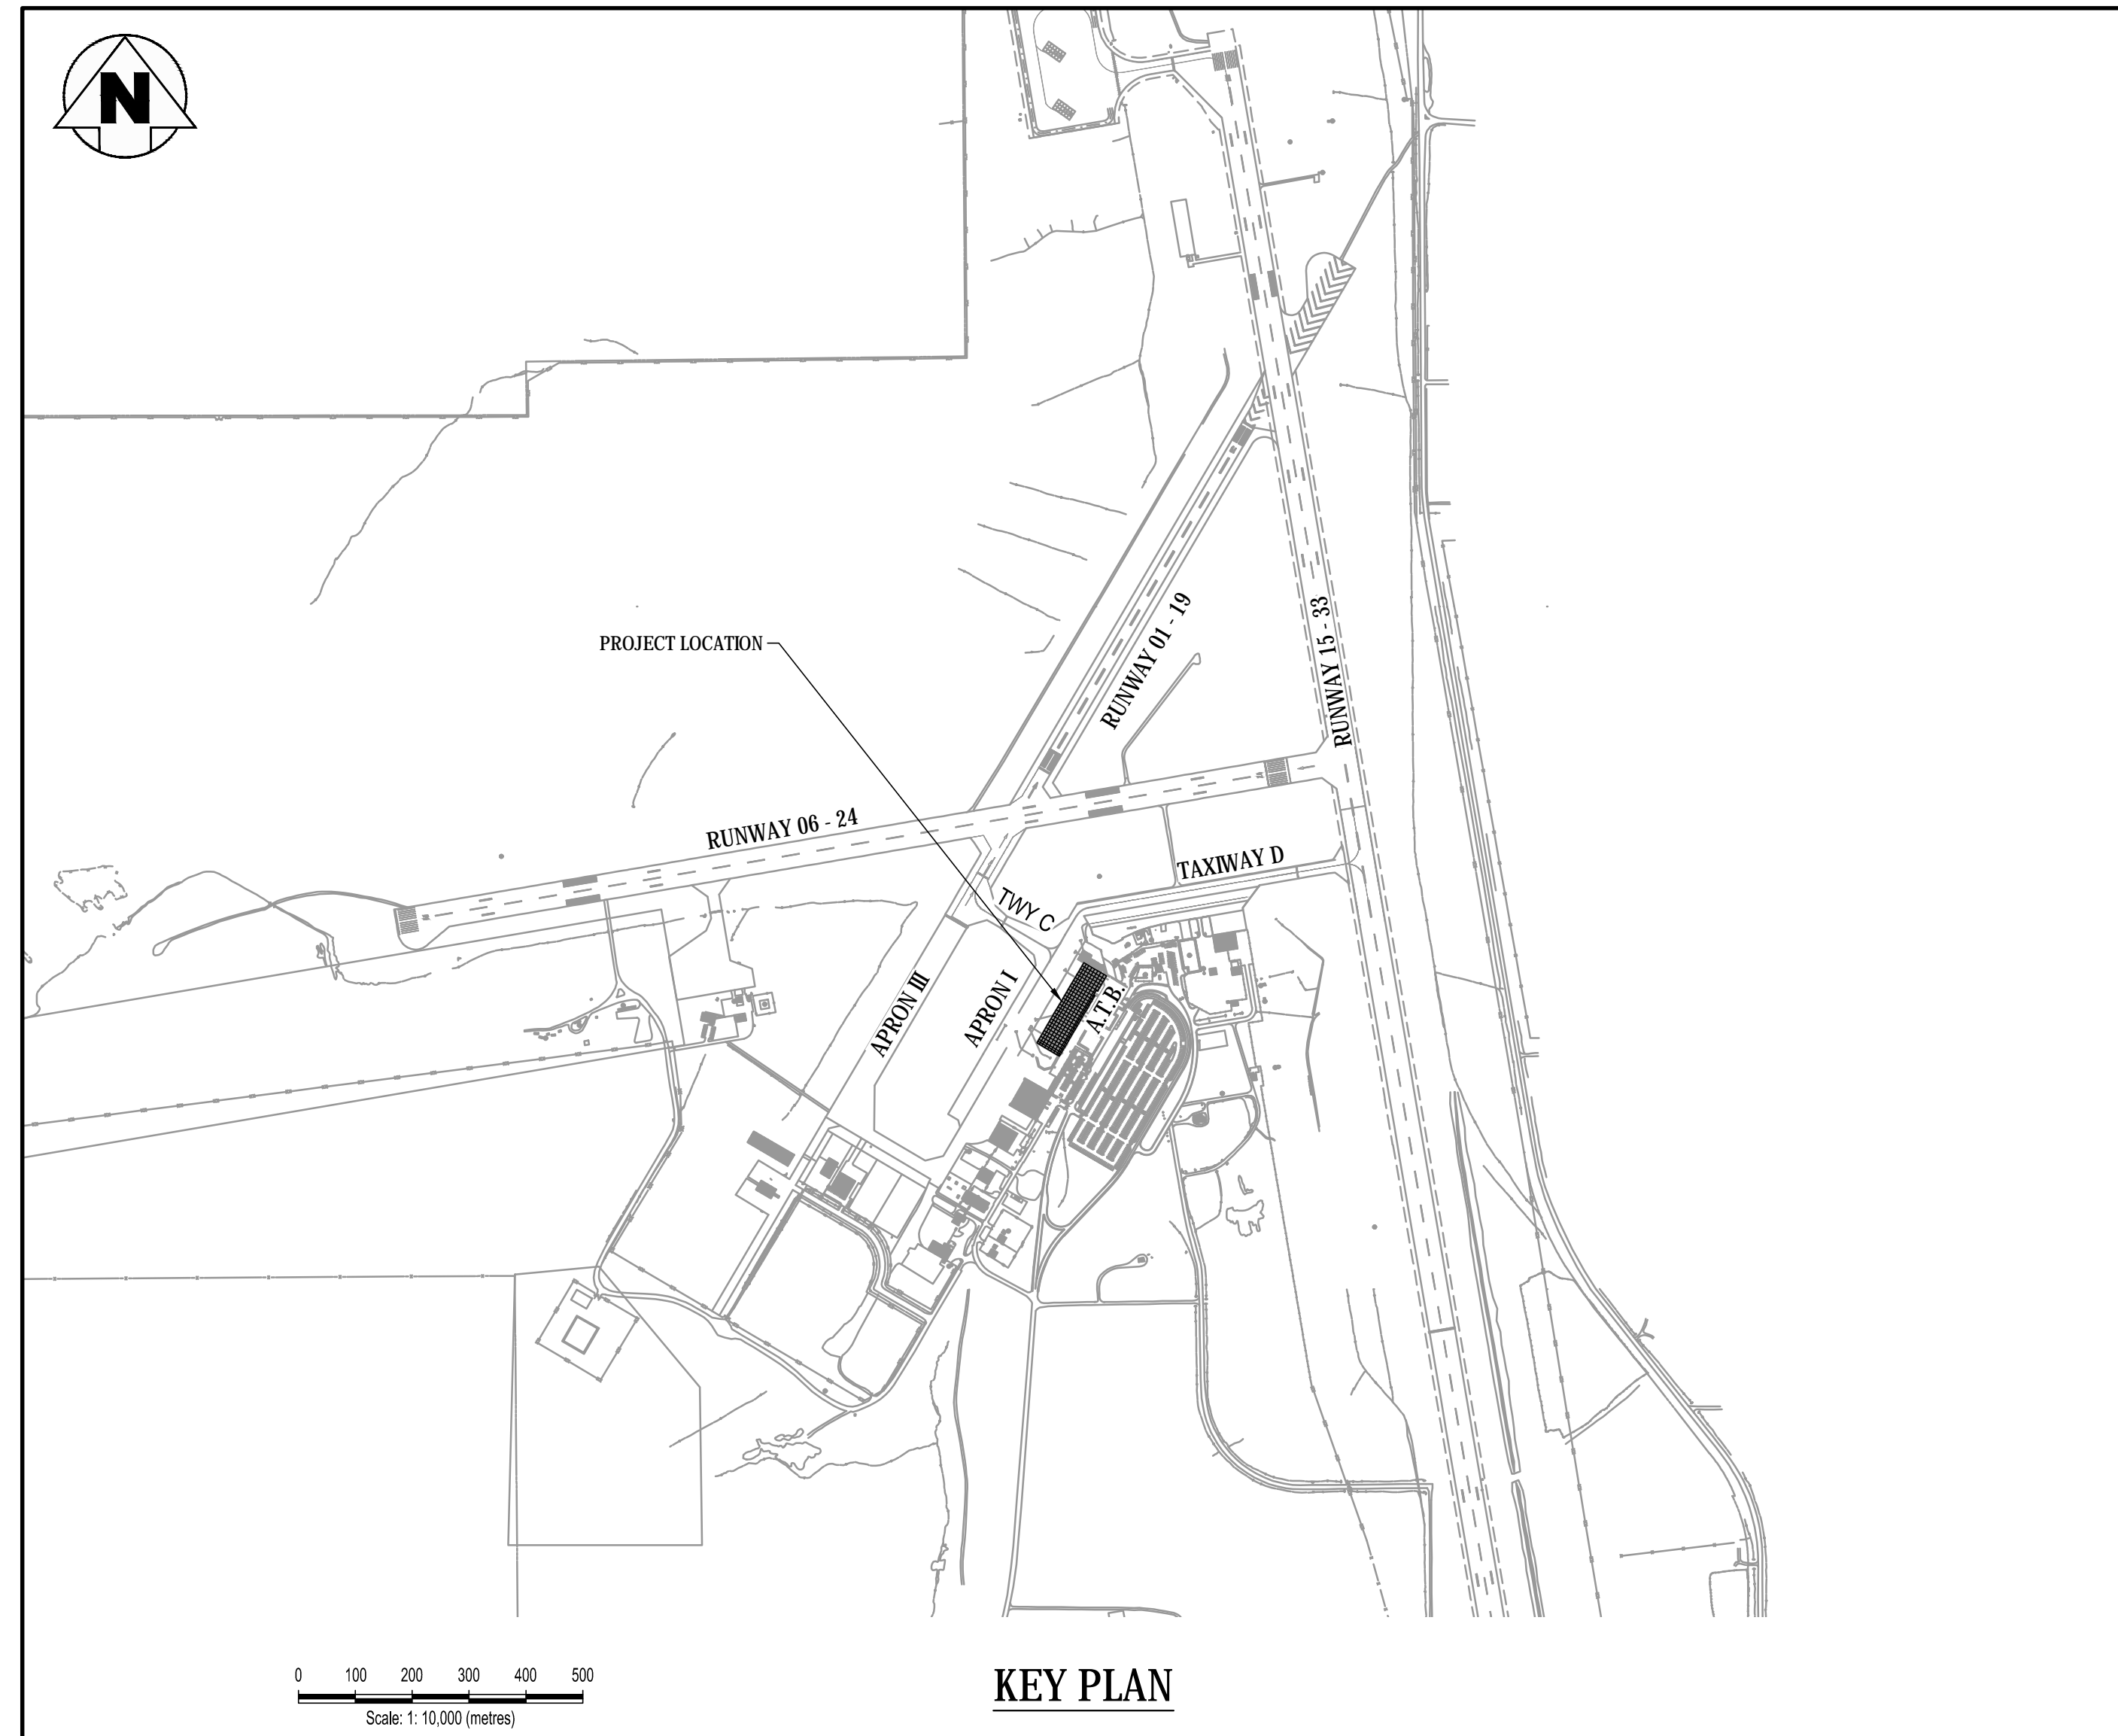 N
RUNWAY 15 - 33
RUNWAY 01 - 19
PROJECT LOCATION
RUNWAY 06 - 24
TAXIWAY D
TWY C
APRON III
APRON I
A.T.B.
0 100 200 300 400 500
Scale: 1: 10,000 (metres)
KEY PLAN